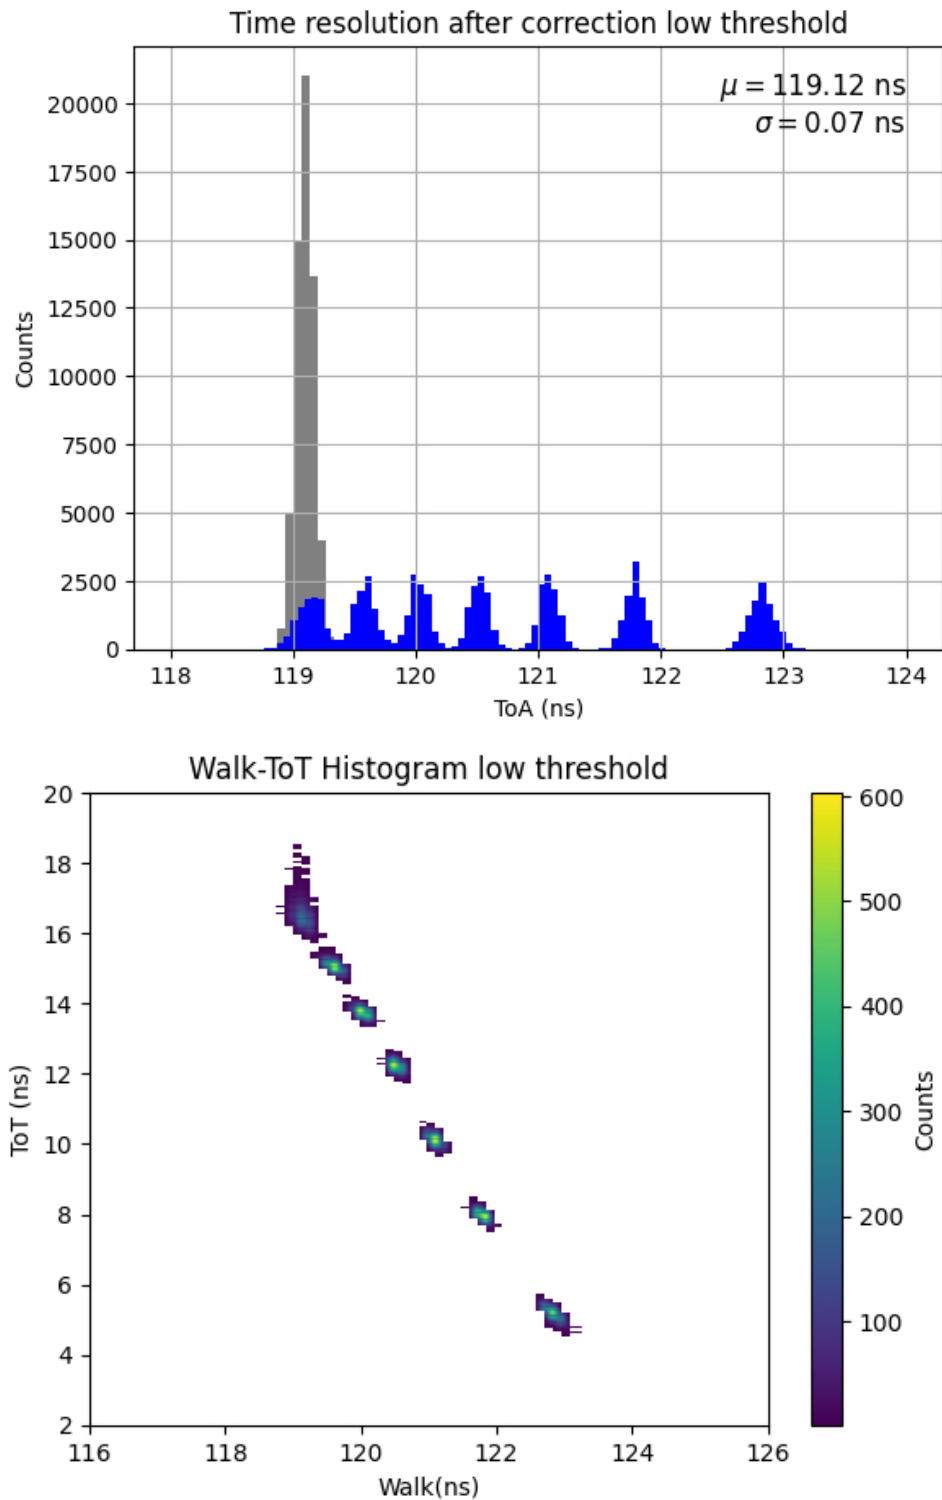 Time resolution after correction low threshold
μ = 119.12 ns
σ = 0.07 ns
20000
17500
15000
12500
10000
7500
5000
2500
0
Counts
118 119 120 121 122 123 124
ToA (ns)
Walk-ToT Histogram low threshold
20
18
16
14
12
10
8
6
4
2
ToT (ns)
116 118 120 122 124 126
Walk(ns)
600
500
400
300
200
100
Counts